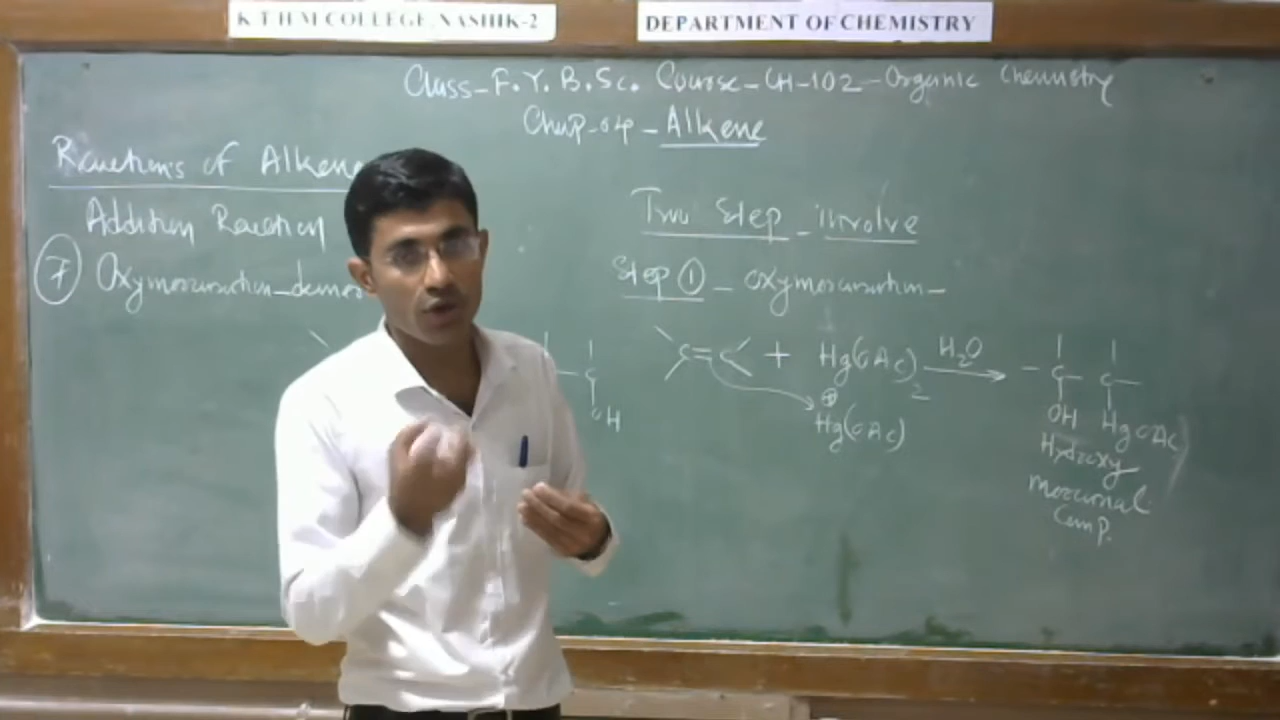 K T H M COLLEGE, NASHIK-2
DEPARTMENT OF CHEMISTRY
Class-F.Y.B.Sc. Course-CH-102-Organic Chemistry
Chap-04-Alkene
Reactions of Alkene
Addition Reaction
⑦ Oxymercuration-demer
C
OH
Two Step involve
Step ① - oxymercuration-
C=C + Hg(OAc)2 H2O → -C-C-
⊕
Hg(OAc)
OH HgOAc
Hydroxy
mercurial
Comp.